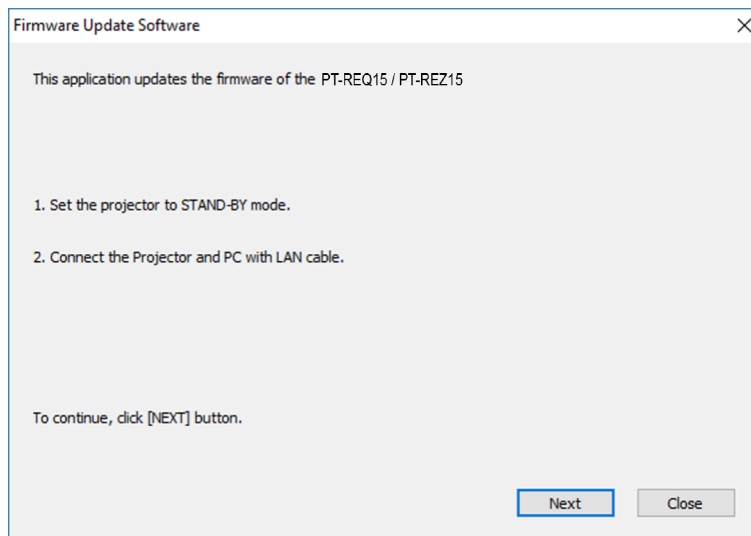 Firmware Update Software
This application updates the firmware of the PT-REQ15 / PT-REZ15
1. Set the projector to STAND-BY mode.
2. Connect the Projector and PC with LAN cable.
To continue, click [NEXT] button.
Next Close